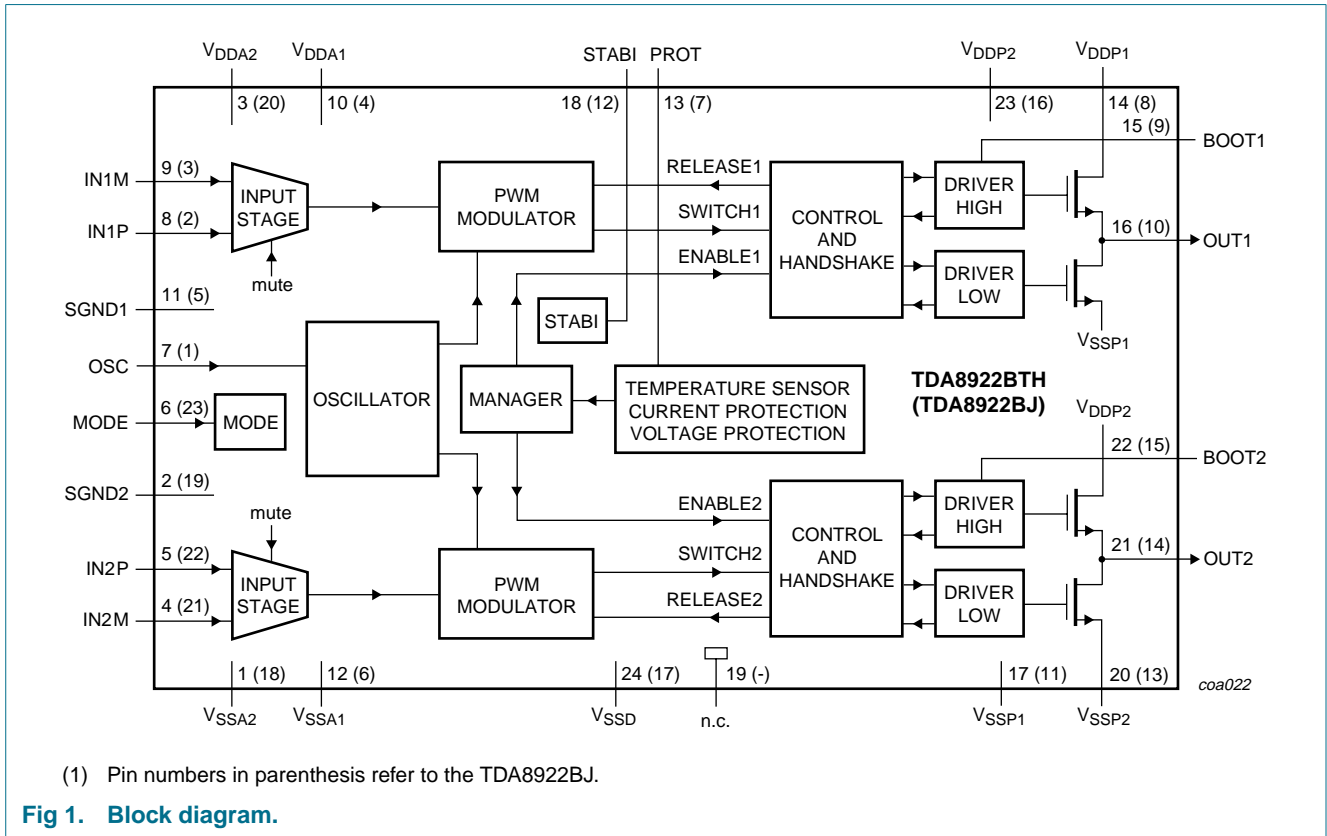 VDDA2
VDDA1
STABI PROT
VDDP2
VDDP1
3 (20)
10 (4)
18 (12)
13 (7)
23 (16)
14 (8)
15 (9)
BOOT1
IN1M
9 (3)
INPUT
STAGE
PWM
MODULATOR
RELEASE1
CONTROL
AND
HANDSHAKE
DRIVER
HIGH
IN1P
8 (2)
SWITCH1
16 (10)
OUT1
mute
ENABLE1
DRIVER
LOW
SGND1
11 (5)
STABI
VSSP1
OSC
7 (1)
OSCILLATOR
MANAGER
TEMPERATURE SENSOR
CURRENT PROTECTION
VOLTAGE PROTECTION
TDA8922BTH
(TDA8922BJ)
MODE
6 (23)
MODE
VDDP2
22 (15)
BOOT2
SGND2
2 (19)
mute
ENABLE2
CONTROL
AND
HANDSHAKE
DRIVER
HIGH
IN2P
5 (22)
INPUT
STAGE
PWM
MODULATOR
SWITCH2
21 (14)
OUT2
IN2M
4 (21)
RELEASE2
DRIVER
LOW
1 (18)
12 (6)
24 (17)
19 (-)
17 (11)
20 (13)
coa022
VSSA2
VSSA1
VSSD
n.c.
VSSP1
VSSP2
(1) Pin numbers in parenthesis refer to the TDA8922BJ.
Fig 1. Block diagram.